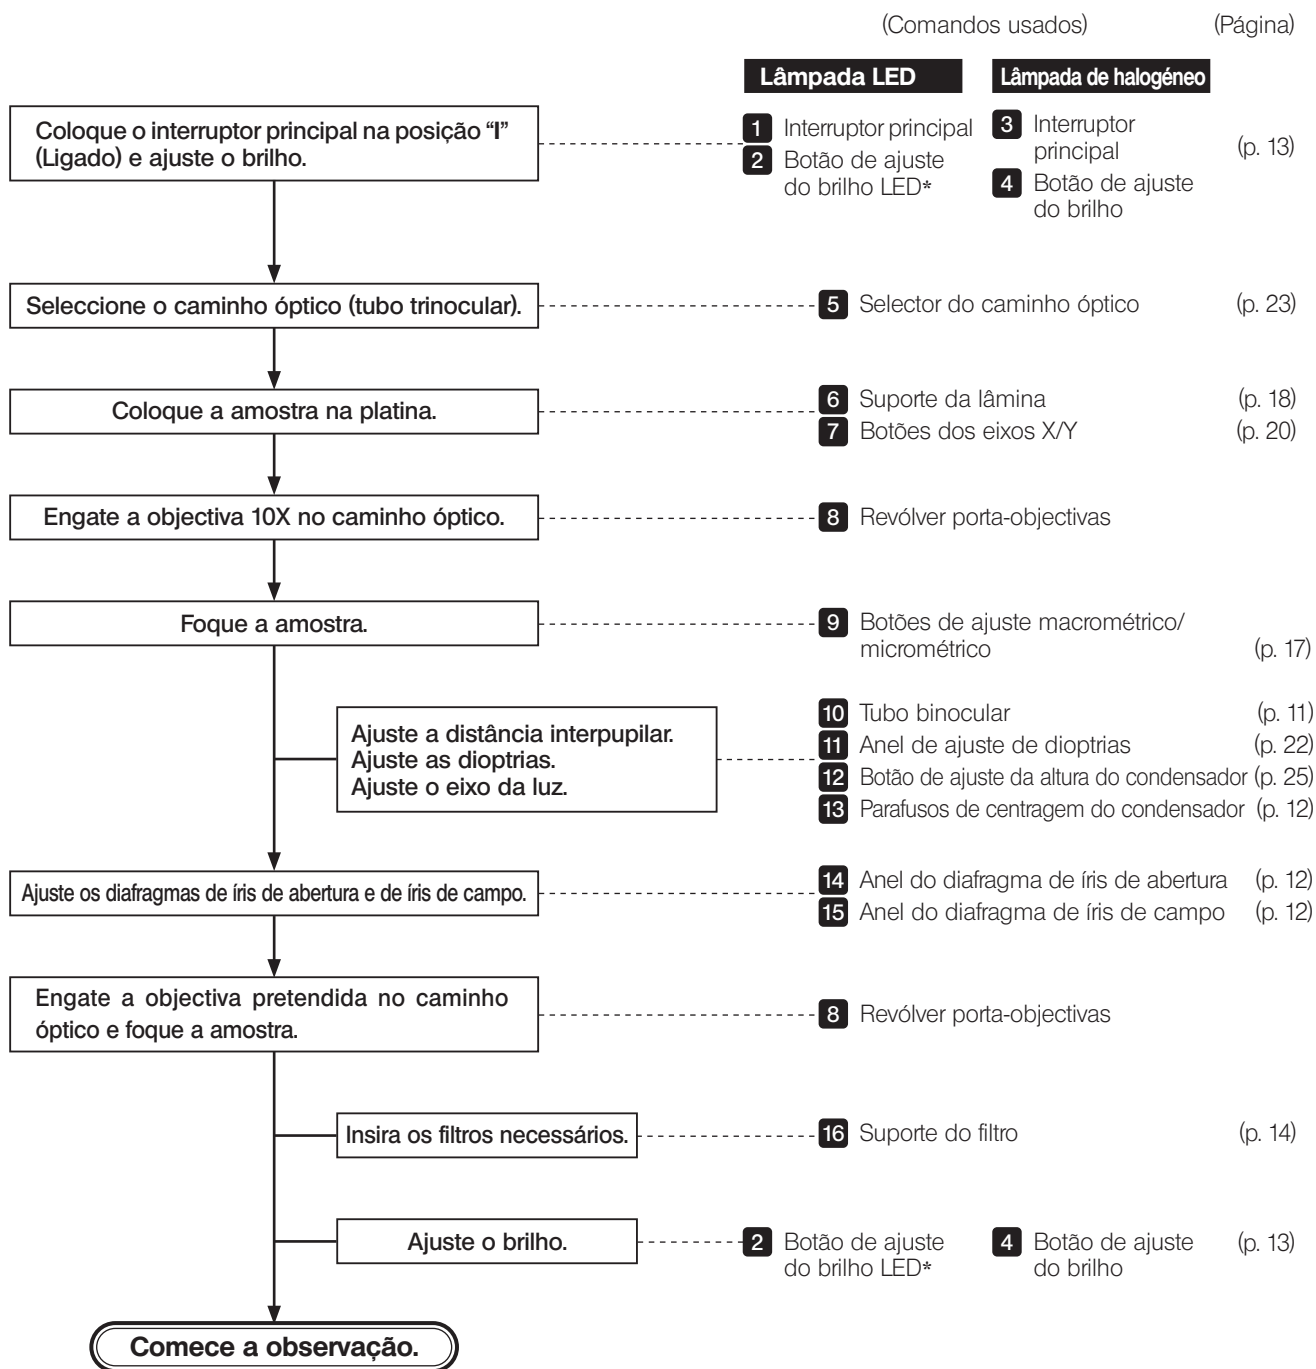 (Comandos usados) (Página)
Lâmpada LED Lâmpada de halogéneo
Coloque o interruptor principal na posição “I”
(Ligado) e ajuste o brilho.
1 Interruptor principal
2 Botão de ajuste
do brilho LED*
3 Interruptor
principal
4 Botão de ajuste
do brilho
(p. 13)
Seleccione o caminho óptico (tubo trinocular).
5 Selector do caminho óptico (p. 23)
Coloque a amostra na platina.
6 Suporte da lâmina (p. 18)
7 Botões dos eixos X/Y (p. 20)
Engate a objectiva 10X no caminho óptico.
8 Revólver porta-objectivas
Foque a amostra.
9 Botões de ajuste macrométrico/
micrométrico (p. 17)
Ajuste a distância interpupilar.
Ajuste as dioptrias.
Ajuste o eixo da luz.
10 Tubo binocular (p. 11)
11 Anel de ajuste de dioptrias (p. 22)
12 Botão de ajuste da altura do condensador (p. 25)
13 Parafusos de centragem do condensador (p. 12)
Ajuste os diafragmas de íris de abertura e de íris de campo.
14 Anel do diafragma de íris de abertura (p. 12)
15 Anel do diafragma de íris de campo (p. 12)
Engate a objectiva pretendida no caminho
óptico e foque a amostra.
8 Revólver porta-objectivas
Insira os filtros necessários.
16 Suporte do filtro (p. 14)
Ajuste o brilho.
2 Botão de ajuste
do brilho LED*
4 Botão de ajuste
do brilho
(p. 13)
Comece a observação.